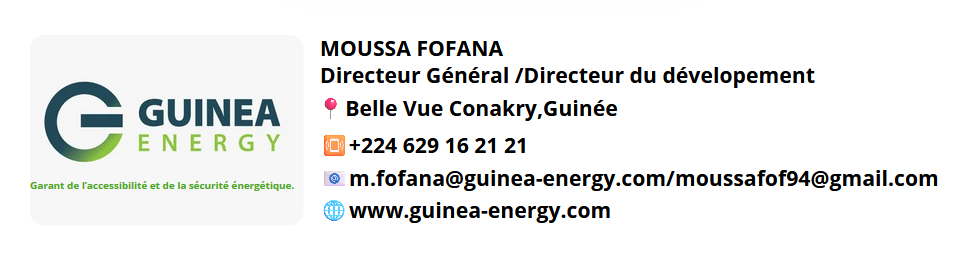 GUINEA
ENERGY
Garant de l'accessibilité et de la sécurité énergétique.
MOUSSA FOFANA
Directeur Général /Directeur du dévelopement
Belle Vue Conakry,Guinée
+224 629 16 21 21
m.fofana@guinea-energy.com/moussafof94@gmail.com
www.guinea-energy.com